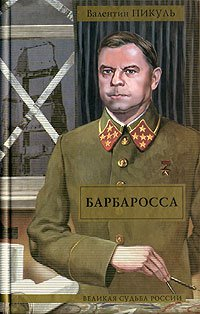 Валентин ПИКУЛЬ
БАРБАРОССА
ВЕЛИКАЯ СУДЬБА РОССИИ